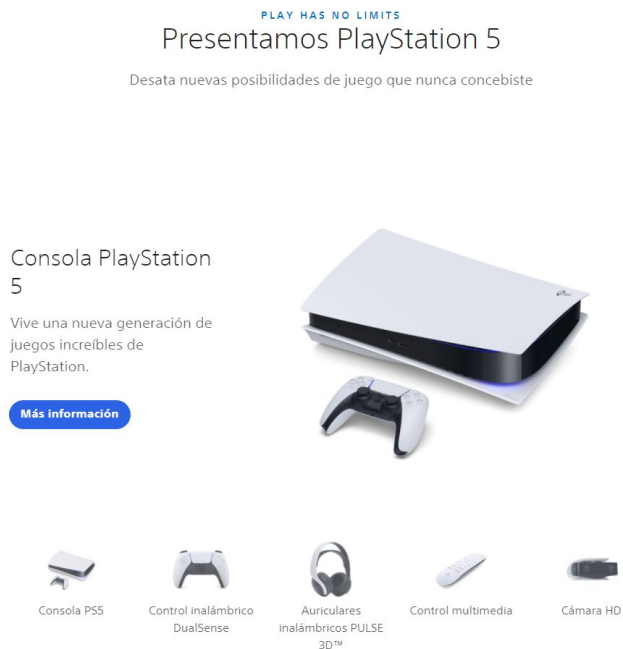 PLAY HAS NO LIMITS
Presentamos PlayStation 5
Desata nuevas posibilidades de juego que nunca concebiste
Consola PlayStation
5
Vive una nueva generación de
juegos increíbles de
PlayStation.
Más información
Consola PS5
Control inalámbrico
DualSense
Auriculares
inalámbricos PULSE
3D™
Control multimedia
Cámara HD